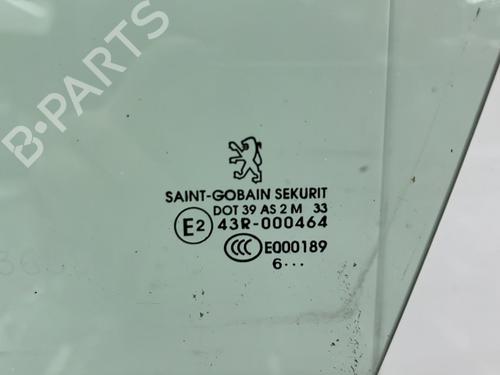 B-PARTS
SAINT-GOBAIN SEKURIT
DOT 39 AS 2 M 33
E2 43R-000464
CCC E000189
6···